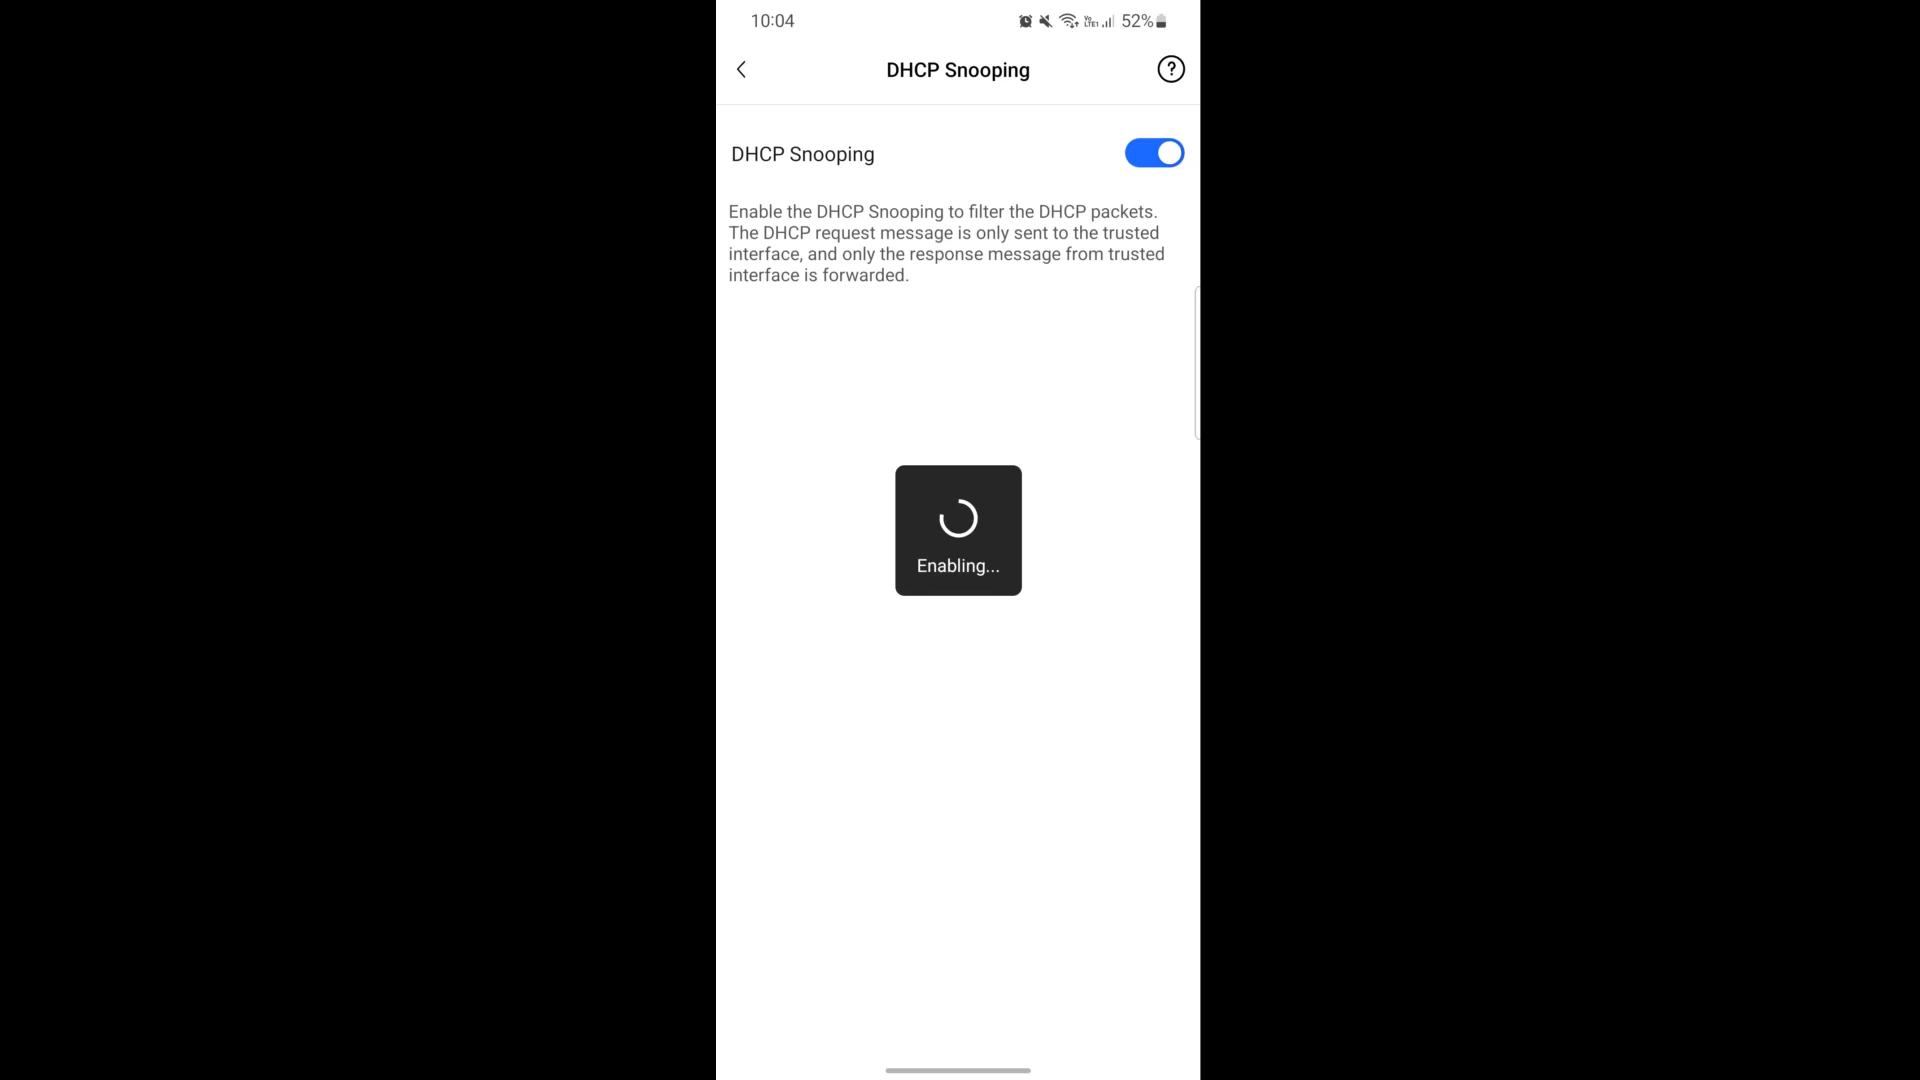 10:04
Vo
LTE1
52%
DHCP Snooping
?
DHCP Snooping
Enable the DHCP Snooping to filter the DHCP packets.
The DHCP request message is only sent to the trusted
interface, and only the response message from trusted
interface is forwarded.
Enabling...